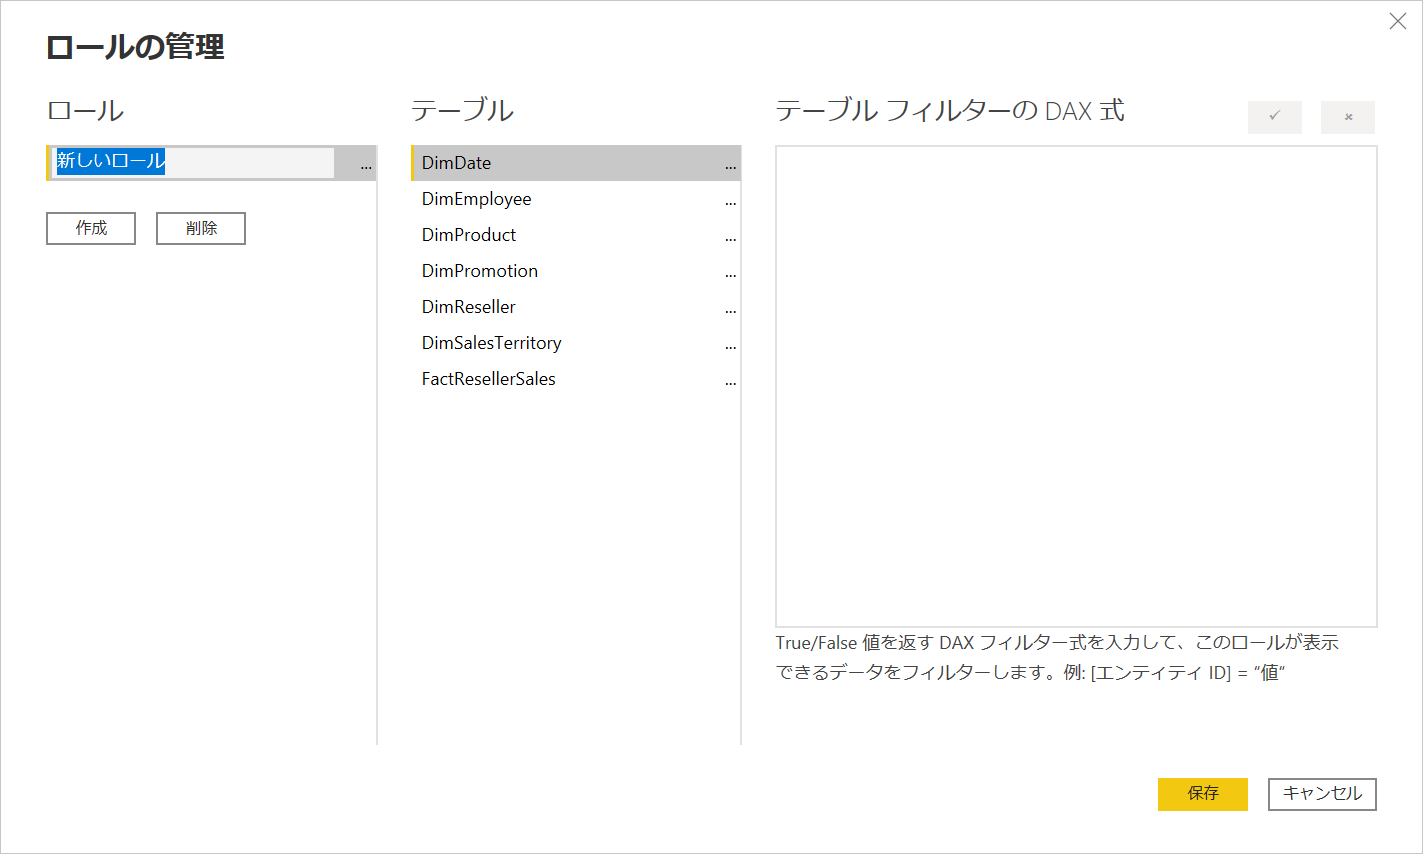 ロールの管理
ロール
新しいロール
...
作成
削除
テーブル
DimDate
...
DimEmployee
...
DimProduct
...
DimPromotion
...
DimReseller
...
DimSalesTerritory
...
FactResellerSales
...
テーブル フィルターの DAX 式
True/False 値を返す DAX フィルター式を入力して、このロールが表示
できるデータをフィルターします。例: [エンティティ ID] = "値"
保存
キャンセル